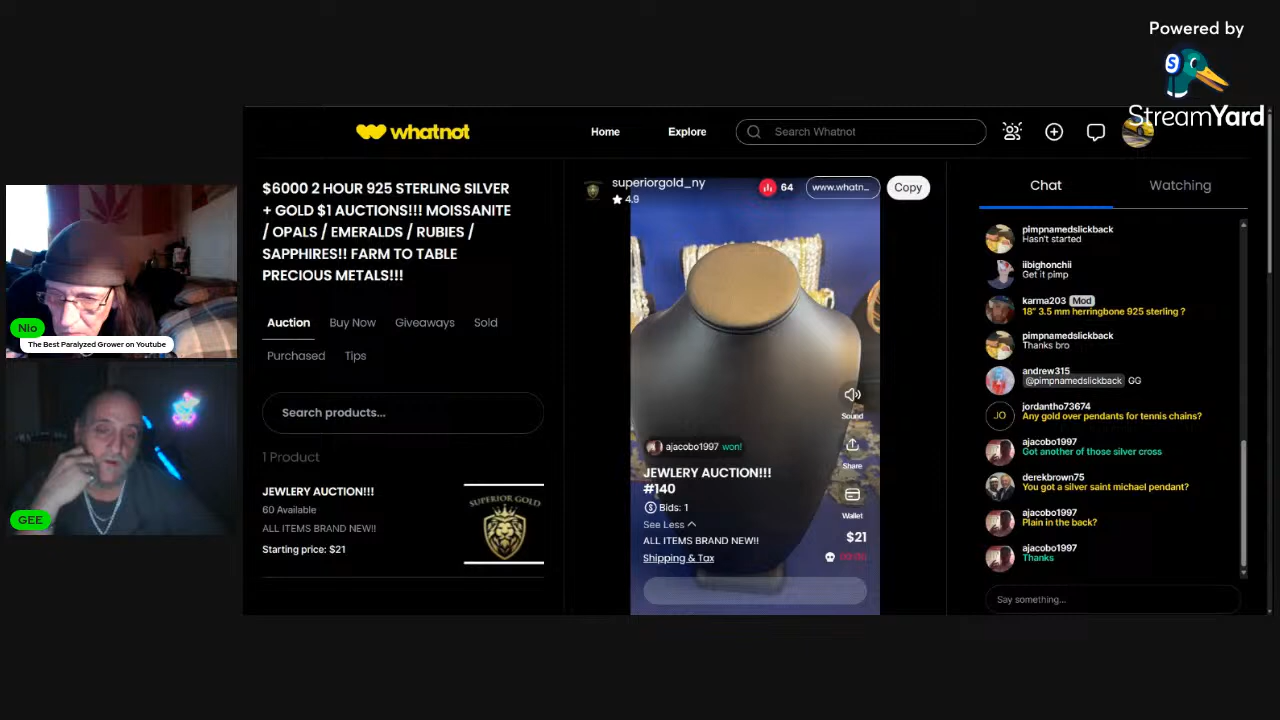 Powered by
StreamYard
whatnot
Home
Explore
Search Whatnot
$6000 2 HOUR 925 STERLING SILVER
+ GOLD $1 AUCTIONS!!! MOISSANITE
/ OPALS / EMERALDS / RUBIES /
SAPPHIRES!! FARM TO TABLE
PRECIOUS METALS!!!
Auction
Buy Now
Giveaways
Sold
Purchased
Tips
Search products...
1 Product
JEWLERY AUCTION!!!
60 Available
ALL ITEMS BRAND NEW!!
Starting price: $21
SUPERIOR GOLD
superiorgold_ny
4.9
64
www.whatn...
Copy
Sound
Share
Wallet
ajacobo1997 won!
JEWLERY AUCTION!!!
#140
Bids: 1
See Less
ALL ITEMS BRAND NEW!!
Shipping & Tax
$21
Chat
Watching
pimpnamedslickback
Hasn't started
iibighonchii
Get it pimp
karma203 Mod
18" 3.5 mm herringbone 925 sterling ?
pimpnamedslickback
Thanks bro
andrew315
@pimpnamedslickback GG
JO
jordantho73674
Any gold over pendants for tennis chains?
ajacobo1997
Got another of those silver cross
derekbrown75
You got a silver saint michael pendant?
ajacobo1997
Plain in the back?
ajacobo1997
Thanks
Say something...
Nio
The Best Paralyzed Grower on Youtube
GEE